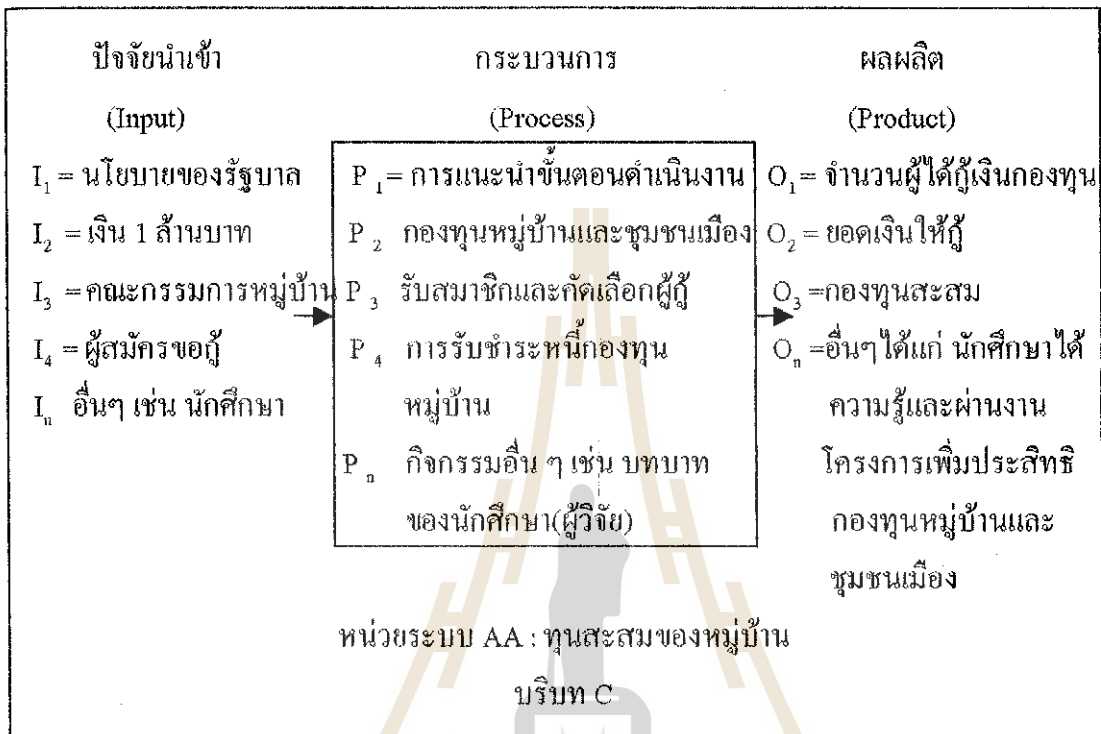 ปัจจัยนำเข้า กระบวนการ ผลผลิต
(Input) (Process) (Product)
I₁ = นโยบายของรัฐบาล P₁ = การแนะนำขั้นตอนดำเนินงาน O₁ = จำนวนผู้ได้กู้เงินกองทุน
I₂ = เงิน 1 ล้านบาท P₂ กองทุนหมู่บ้านและชุมชนเมือง O₂ = ยอดเงินให้กู้
I₃ = คณะกรรมการหมู่บ้าน P₃ รับสมาชิกและคัดเลือกผู้กู้ O₃ = กองทุนสะสม
I₄ = ผู้สมัครขอกู้ P₄ การรับชำระหนี้กองทุน Oₙ = อื่นๆได้แก่ นักศึกษาได้
Iₙ อื่นๆ เช่น นักศึกษา หมู่บ้าน ความรู้และผ่านงาน
Pₙ กิจกรรมอื่น ๆ เช่น บทบาท โครงการเพิ่มประสิทธิ
ของนักศึกษา(ผู้วิจัย) กองทุนหมู่บ้านและ
ชุมชนเมือง
หน่วยระบบ AA : ทุนสะสมของหมู่บ้าน
บริบท C